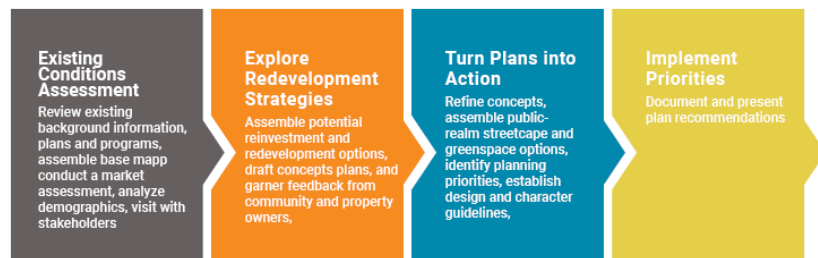 Existing
Conditions
Assessment
Review existing
background information,
plans and programs,
assemble base mapp
conduct a market
assessment, analyze
demographics, visit with
stakeholders
Explore
Redevelopment
Strategies
Assemble potential
reinvestment and
redevelopment options,
draft concepts plans, and
garner feedback from
community and property
owners,
Turn Plans into
Action
Refine concepts,
assemble public-
realm streetcape and
greenspace options,
identify planning
priorities, establish
design and character
guidelines,
Implement
Priorities
Document and present
plan recommendations